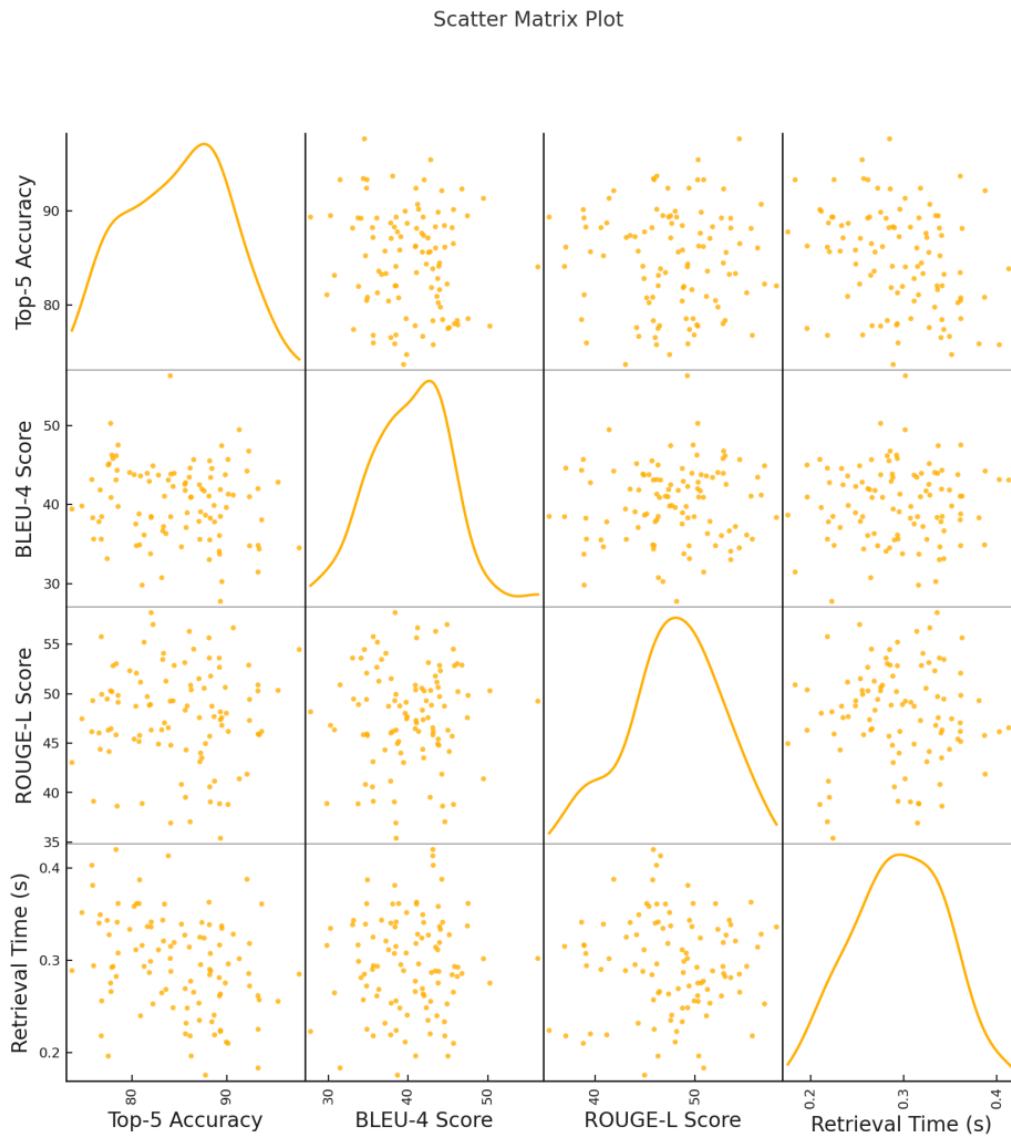 Scatter Matrix Plot
Top-5 Accuracy
90
80
BLEU-4 Score
50
40
30
ROUGE-L Score
55
50
45
40
35
Retrieval Time (s)
0.4
0.3
0.2
80
90
30
40
50
40
50
0.2
0.3
0.4
Top-5 Accuracy
BLEU-4 Score
ROUGE-L Score
Retrieval Time (s)